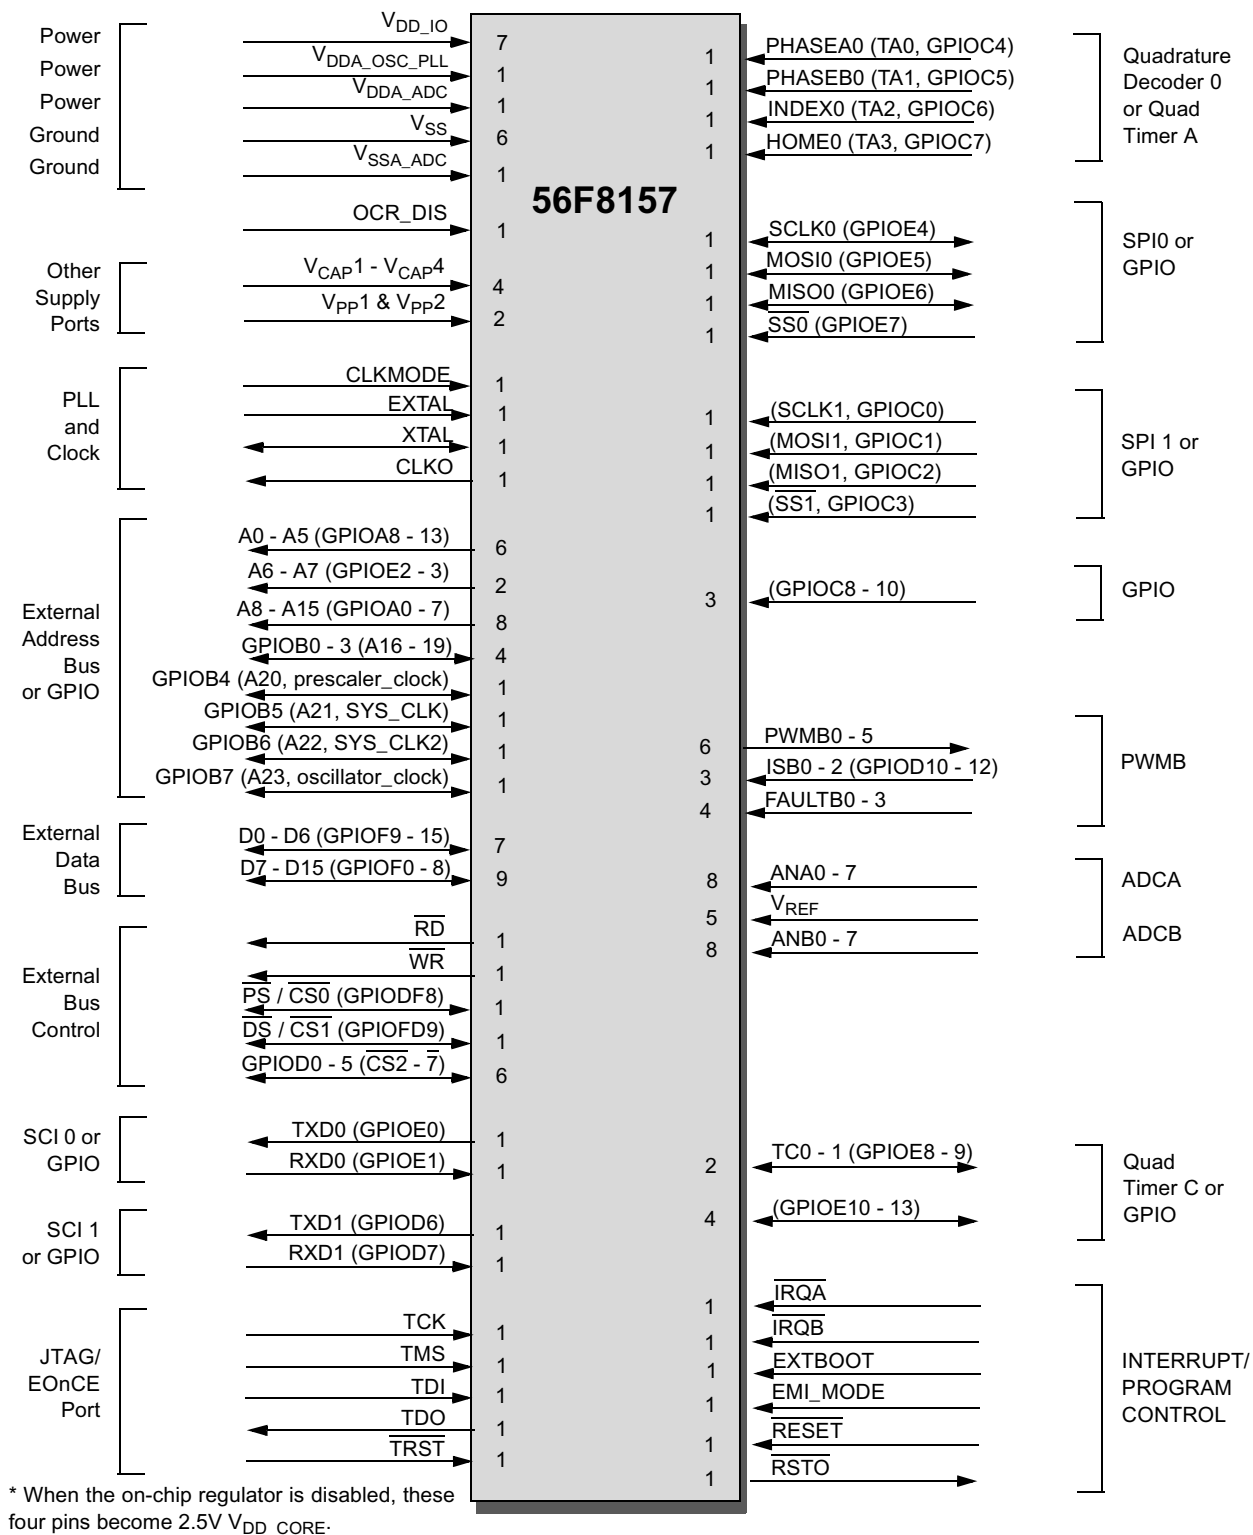 Power
Power
Power
Ground
Ground
VDD_IO
7
VDDA_OSC_PLL
1
VDDA_ADC
1
VSS
6
VSSA_ADC
1
OCR_DIS
1
Other
Supply
Ports
VCAP1 - VCAP4
4
VPP1 & VPP2
2
PLL
and
Clock
CLKMODE
1
EXTAL
1
XTAL
1
CLKO
1
External
Address
Bus
or GPIO
A0 - A5 (GPIOA8 - 13)
6
A6 - A7 (GPIOE2 - 3)
2
A8 - A15 (GPIOA0 - 7)
8
GPIOB0 - 3 (A16 - 19)
4
GPIOB4 (A20, prescaler_clock)
1
GPIOB5 (A21, SYS_CLK)
1
GPIOB6 (A22, SYS_CLK2)
1
GPIOB7 (A23, oscillator_clock)
1
External
Data
Bus
D0 - D6 (GPIOF9 - 15)
7
D7 - D15 (GPIOF0 - 8)
9
External
Bus
Control
RD
1
WR
1
PS / CS0 (GPIODF8)
1
DS / CS1 (GPIOFD9)
1
GPIOD0 - 5 (CS2 - 7)
6
SCI 0 or
GPIO
TXD0 (GPIOE0)
1
RXD0 (GPIOE1)
1
SCI 1
or GPIO
TXD1 (GPIOD6)
1
RXD1 (GPIOD7)
1
JTAG/
EOnCE
Port
TCK
1
TMS
1
TDI
1
TDO
1
TRST
1
56F8157
1
PHASEA0 (TA0, GPIOC4)
1
PHASEB0 (TA1, GPIOC5)
1
INDEX0 (TA2, GPIOC6)
1
HOME0 (TA3, GPIOC7)
Quadrature
Decoder 0
or Quad
Timer A
1
SCLK0 (GPIOE4)
1
MOSI0 (GPIOE5)
1
MISO0 (GPIOE6)
1
SS0 (GPIOE7)
SPI0 or
GPIO
1
(SCLK1, GPIOC0)
1
(MOSI1, GPIOC1)
1
(MISO1, GPIOC2)
1
(SS1, GPIOC3)
SPI 1 or
GPIO
3
(GPIOC8 - 10)
GPIO
6
PWMB0 - 5
3
ISB0 - 2 (GPIOD10 - 12)
4
FAULTB0 - 3
PWMB
8
ANA0 - 7
5
VREF
8
ANB0 - 7
ADCA
ADCB
2
TC0 - 1 (GPIOE8 - 9)
4
(GPIOE10 - 13)
Quad
Timer C or
GPIO
1
IRQA
1
IRQB
1
EXTBOOT
1
EMI_MODE
1
RESET
1
RSTO
INTERRUPT/
PROGRAM
CONTROL
* When the on-chip regulator is disabled, these
four pins become 2.5V VDD_CORE.